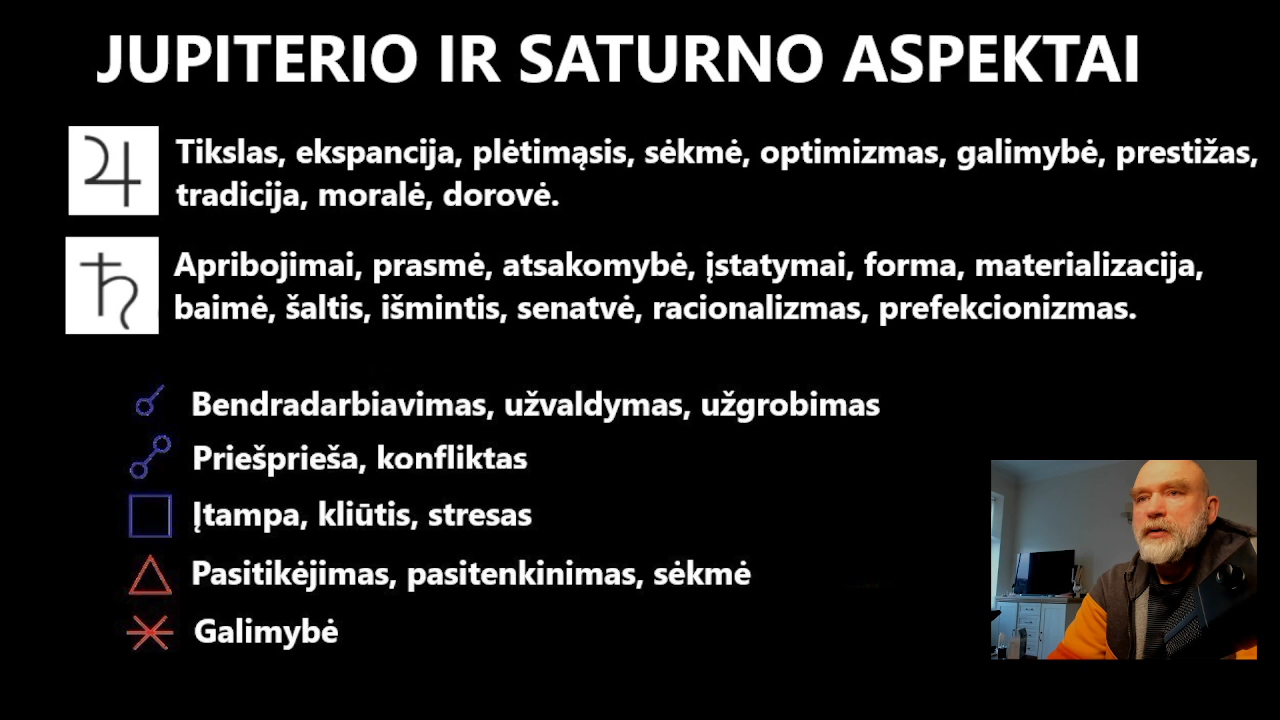 JUPITERIO IR SATURNO ASPEKTAI
Tikslas, ekspancija, plėtimąsis, sėkmė, optimizmas, galimybė, prestižas,
tradicija, moralė, dorovė.
Apribojimai, prasmė, atsakomybė, įstatymai, forma, materializacija,
baimė, šaltis, išmintis, senatvė, racionalizmas, prefekcionizmas.
Bendradarbiavimas, užvaldymas, užgrobimas
Priešprieša, konfliktas
Įtampa, kliūtis, stresas
Pasitikėjimas, pasitenkinimas, sėkmė
Galimybė